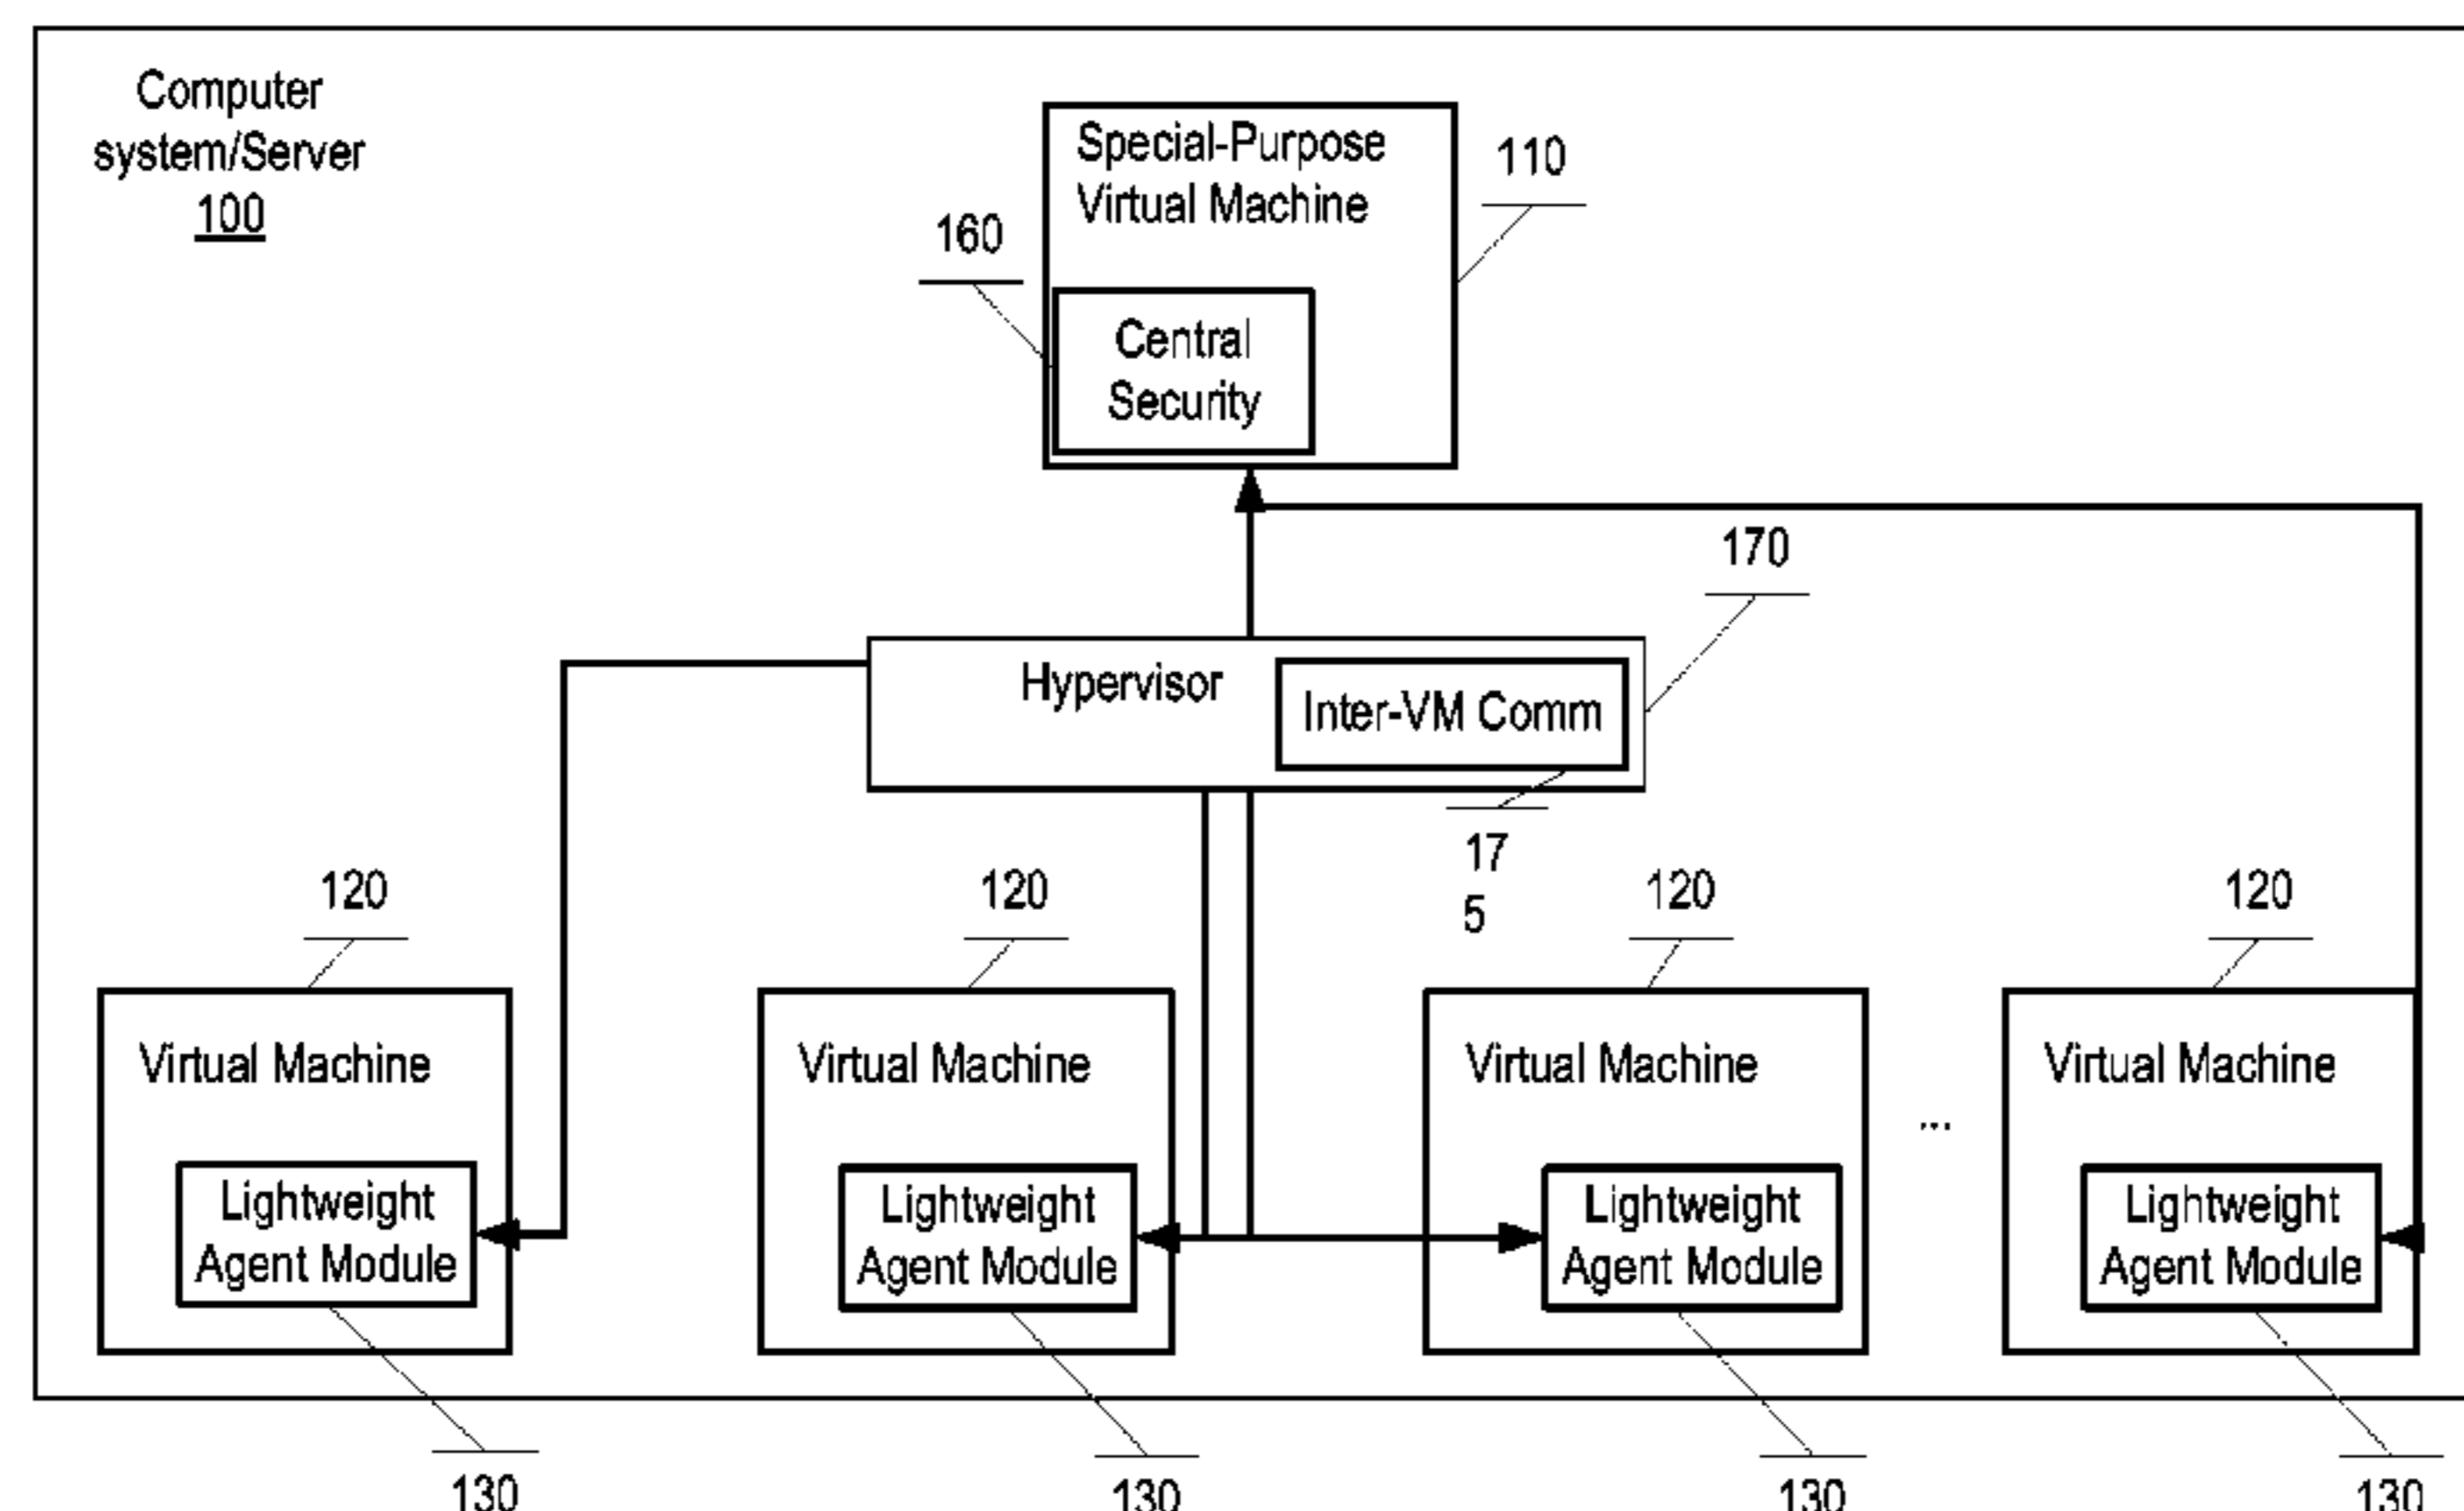 Computer
system/Server
100
Special-Purpose
Virtual Machine
110
160
Central
Security
170
Hypervisor
Inter-VM Comm
17
5
120
120
120
120
Virtual Machine
Virtual Machine
Virtual Machine
...
Virtual Machine
Lightweight
Agent Module
Lightweight
Agent Module
Lightweight
Agent Module
Lightweight
Agent Module
130
130
130
130